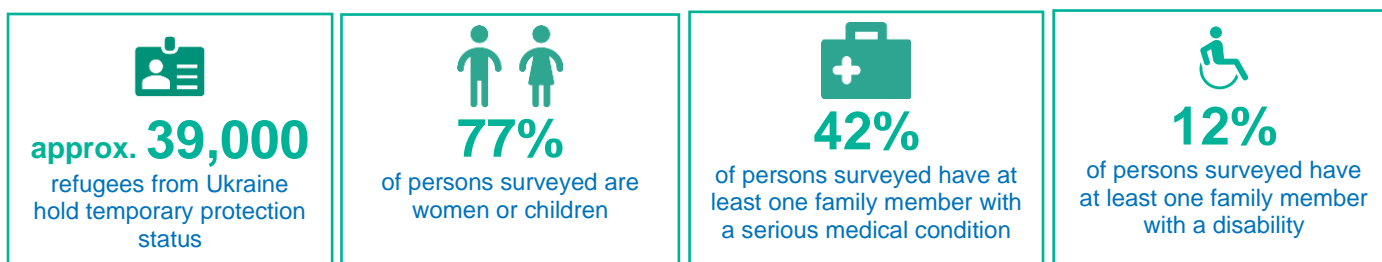 approx. 39,000
refugees from Ukraine
hold temporary protection
status
77%
of persons surveyed are
women or children
42%
of persons surveyed have at
least one family member with
a serious medical condition
12%
of persons surveyed have
at least one family member
with a disability